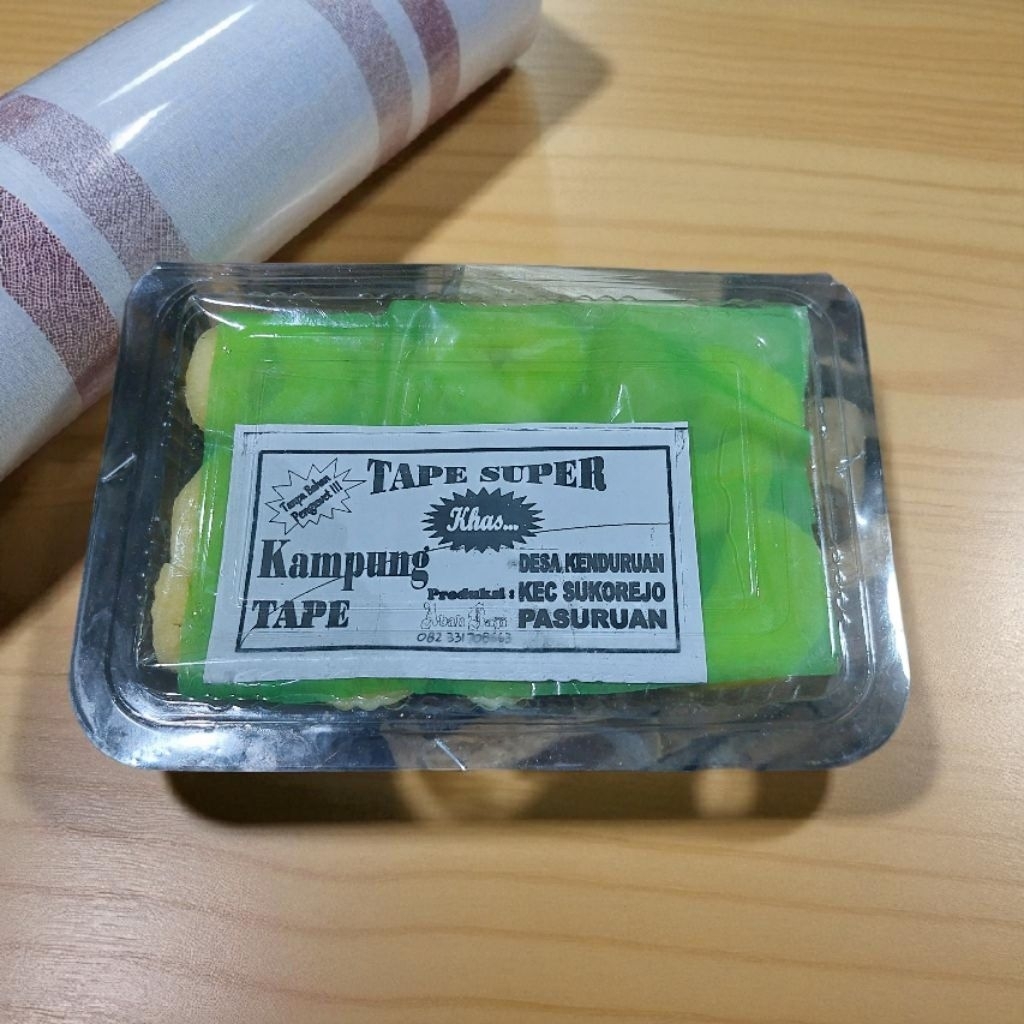 TAPE SUPER
Tanpa Bahan
Pengawet !!!
Khas...
Kampung
TAPE
Produksi :
DESA KENDURUAN
KEC SUKOREJO
PASURUAN